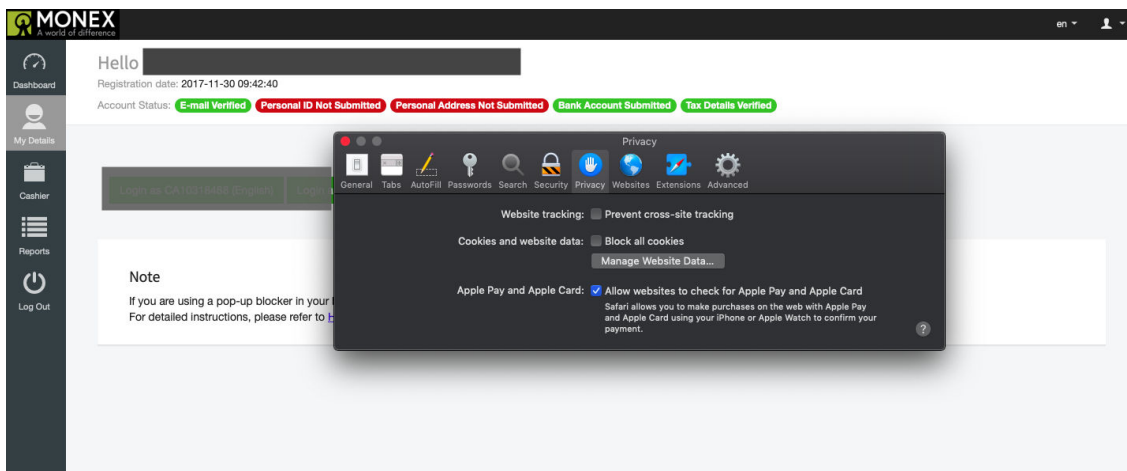 MONEX
A world of difference
en
Dashboard
My Details
Cashier
Reports
Log Out
Hello
Registration date: 2017-11-30 09:42:40
Account Status: E-mail Verified Personal ID Not Submitted Personal Address Not Submitted Bank Account Submitted Tax Details Verified
Login as CA10318488 (English) Login
Privacy
General Tabs AutoFill Passwords Search Security Privacy Websites Extensions Advanced
Website tracking: Prevent cross-site tracking
Cookies and website data: Block all cookies
Manage Website Data...
Apple Pay and Apple Card: Allow websites to check for Apple Pay and Apple Card
Safari allows you to make purchases on the web with Apple Pay
and Apple Card using your iPhone or Apple Watch to confirm your
payment.
?
Note
If you are using a pop-up blocker in your
For detailed instructions, please refer to